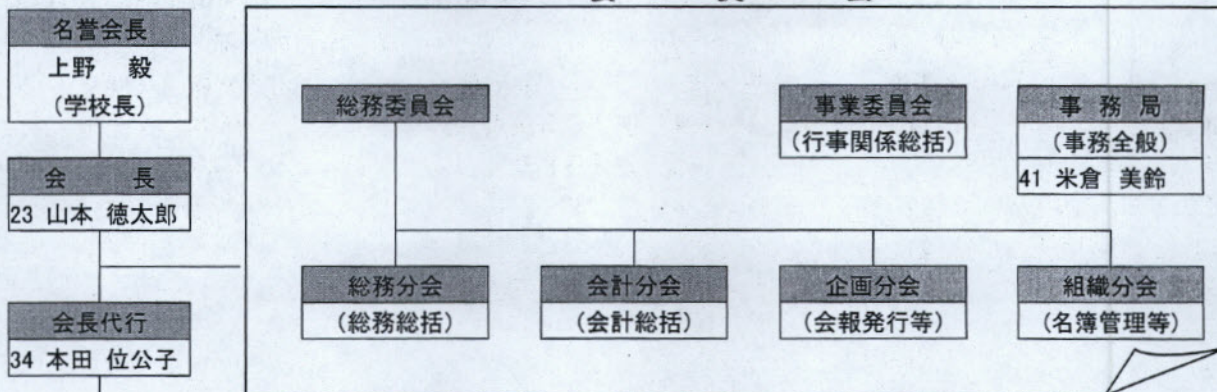 名誉会長
上野 毅
(学校長)
会 長
23 山本 徳太郎
会長代行
34 本田 位公子
総務委員会
事業委員会
(行事関係総括)
事 務 局
(事務全般)
41 米倉 美鈴
総務分会
(総務総括)
会計分会
(会計総括)
企画分会
(会報発行等)
組織分会
(名簿管理等)